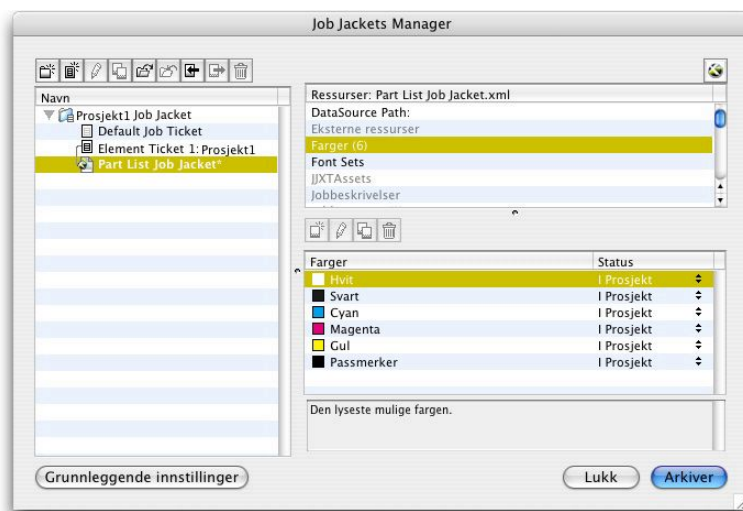 Job Jackets Manager
Navn
Prosjekt1 Job Jacket
Default Job Ticket
Element Ticket 1: Prosjekt1
Part List Job Jacket*
Ressurser: Part List Job Jacket.xml
DataSource Path:
Eksterne ressurser
Farger (6)
Font Sets
JJXTAssets
Jobbeskrivelser
Farger Status
Hvit I Prosjekt
Svart I Prosjekt
Cyan I Prosjekt
Magenta I Prosjekt
Gul I Prosjekt
Passmerker I Prosjekt
Den lyseste mulige fargen.
Grunnleggende innstillinger Lukk Arkiver